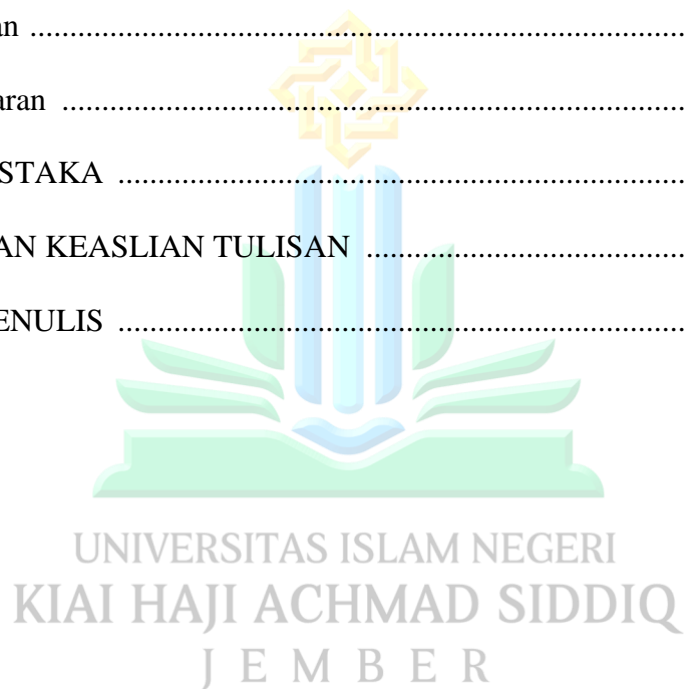 an ................................................................................................
aran ...........................................................................................
STAKA ..................................................................................
AN KEASLIAN TULISAN ..............................................
ENULIS ..................................................................................
UNIVERSITAS ISLAM NEGERI
KIAI HAJI ACHMAD SIDDIQ
J E M B E R